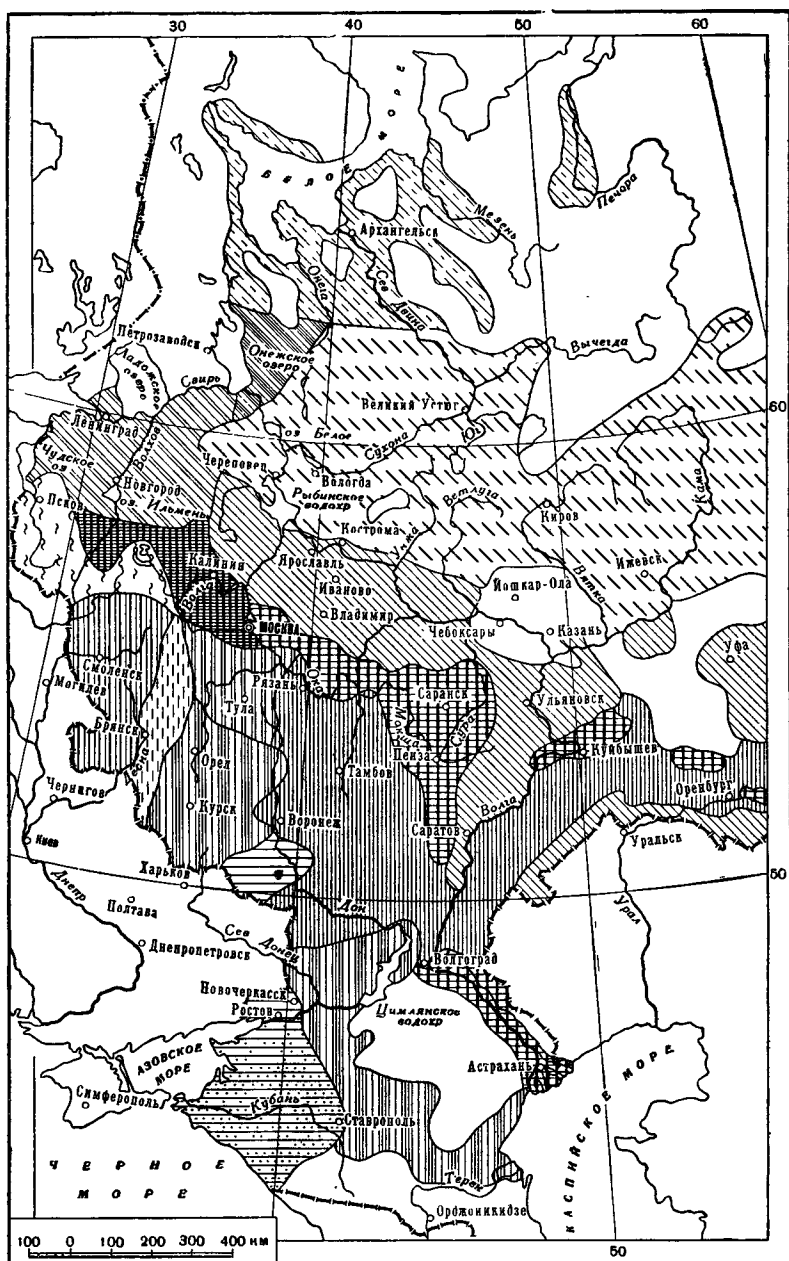 30
40
50
60
МОРЕ
БЕЛОЕ
Печора
Мезень
Архангельск
Онега
Сев Двина
Вычегда
Петрозаводск
Онежское озеро
Ладожское озеро
Свирь
Великий Устюг
60
Ленинград
Волхов
оз Белое
Сухона
Юг
Чудское оз.
Череповец
Вологда
Новгород
Рыбинское водохр
Ветлуга
Кама
Псков
оз. Ильмень
Кострома
Киров
Унжа
Калинин
Ярославль
Ижевск
Волга
Иваново
Йошкар-Ола
Вятка
МОСКВА
Владимир
Чебоксары
Казань
Уфа
Смоленск
Рязань
Ока
Саранск
Ульяновск
Могилев
Тула
Мокша
Сура
Брянск
Пенза
Куйбышев
Десна
Орел
Тамбов
Оренбург
Чернигов
Курск
Воронеж
Саратов
Волга
Уральск
Киев
Харьков
50
Днепр
Полтава
Дон
Урал
Сев Донец
Днепропетровск
Волгоград
Новочеркасск
Ростов
Цимлянское водохр
АЗОВСКОЕ МОРЕ
Астрахань
Симферополь
Кубань
Ставрополь
КАСПИЙСКОЕ МОРЕ
ЧЕРНОЕ
МОРЕ
Терек
Орджоникидзе
100 0 100 200 300 400 км
50